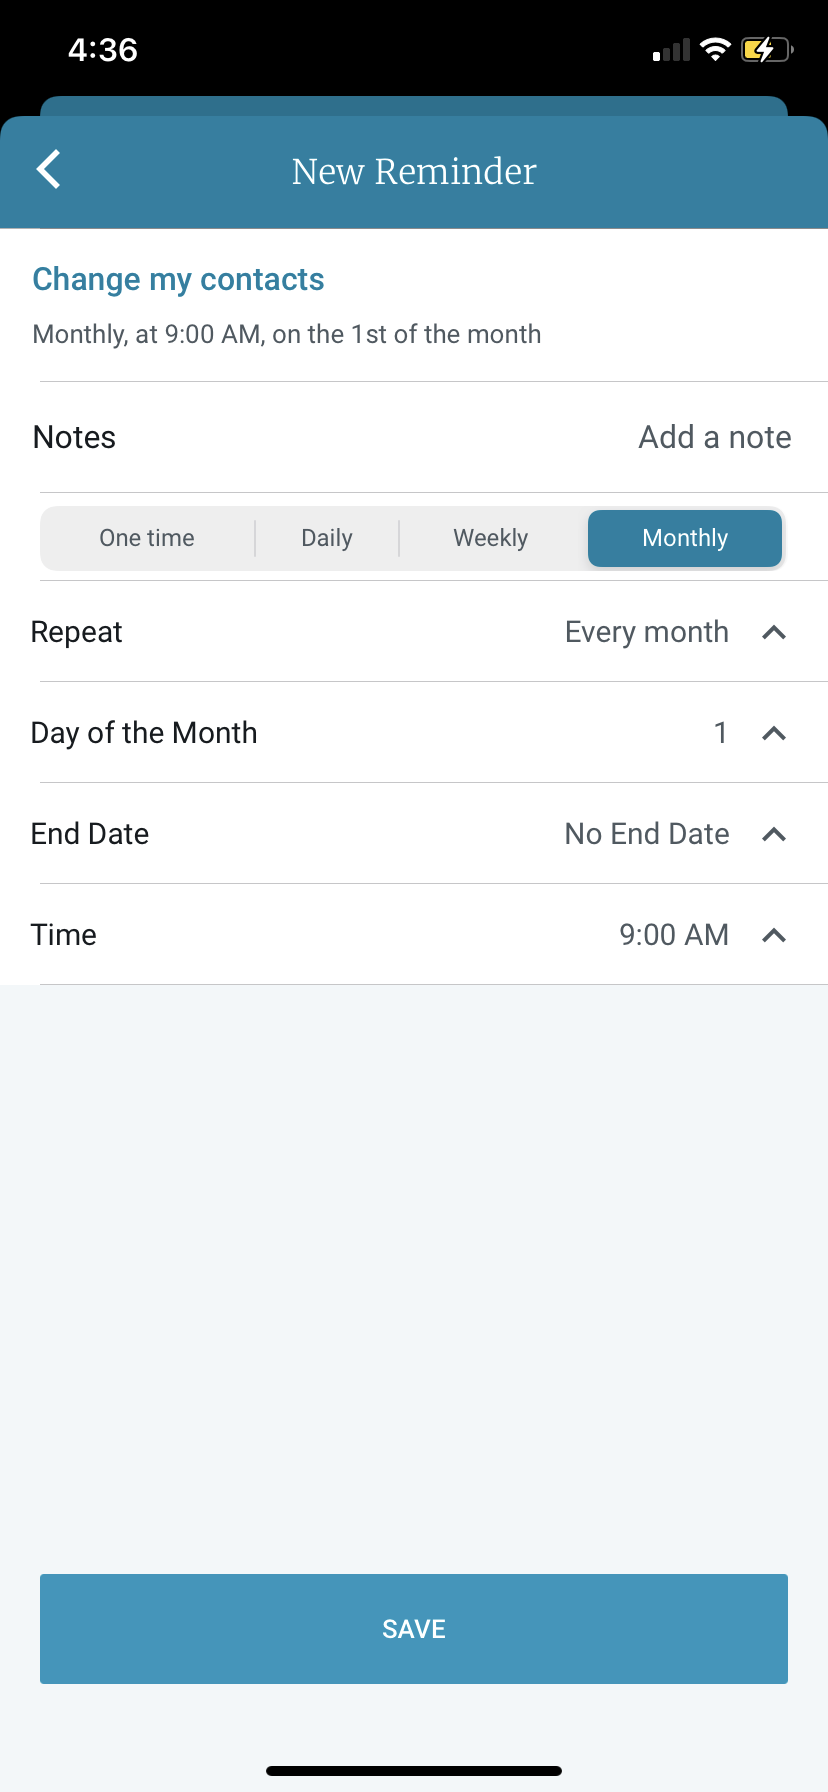 4:36
New Reminder
Change my contacts
Monthly, at 9:00 AM, on the 1st of the month
Notes Add a note
One time Daily Weekly Monthly
Repeat Every month
Day of the Month 1
End Date No End Date
Time 9:00 AM
SAVE